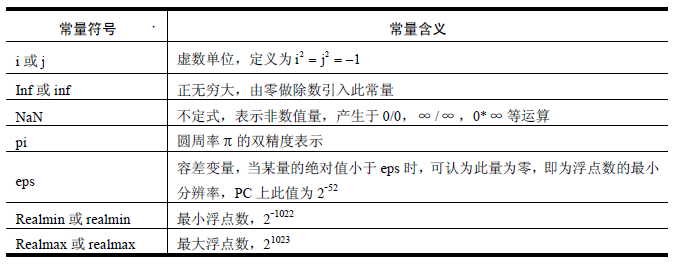 常量符号 常量含义
i 或 j 虚数单位，定义为 i² = j² = −1
Inf 或 inf 正无穷大，由零做除数引入此常量
NaN 不定式，表示非数值量，产生于 0/0， ∞ / ∞ ，0* ∞ 等运算
pi 圆周率 π 的双精度表示
eps 容差变量，当某量的绝对值小于 eps 时，可认为此量为零，即为浮点数的最小
分辨率，PC 上此值为 2⁻⁵²
Realmin 或 realmin 最小浮点数，2⁻¹⁰²²
Realmax 或 realmax 最大浮点数，2¹⁰²³